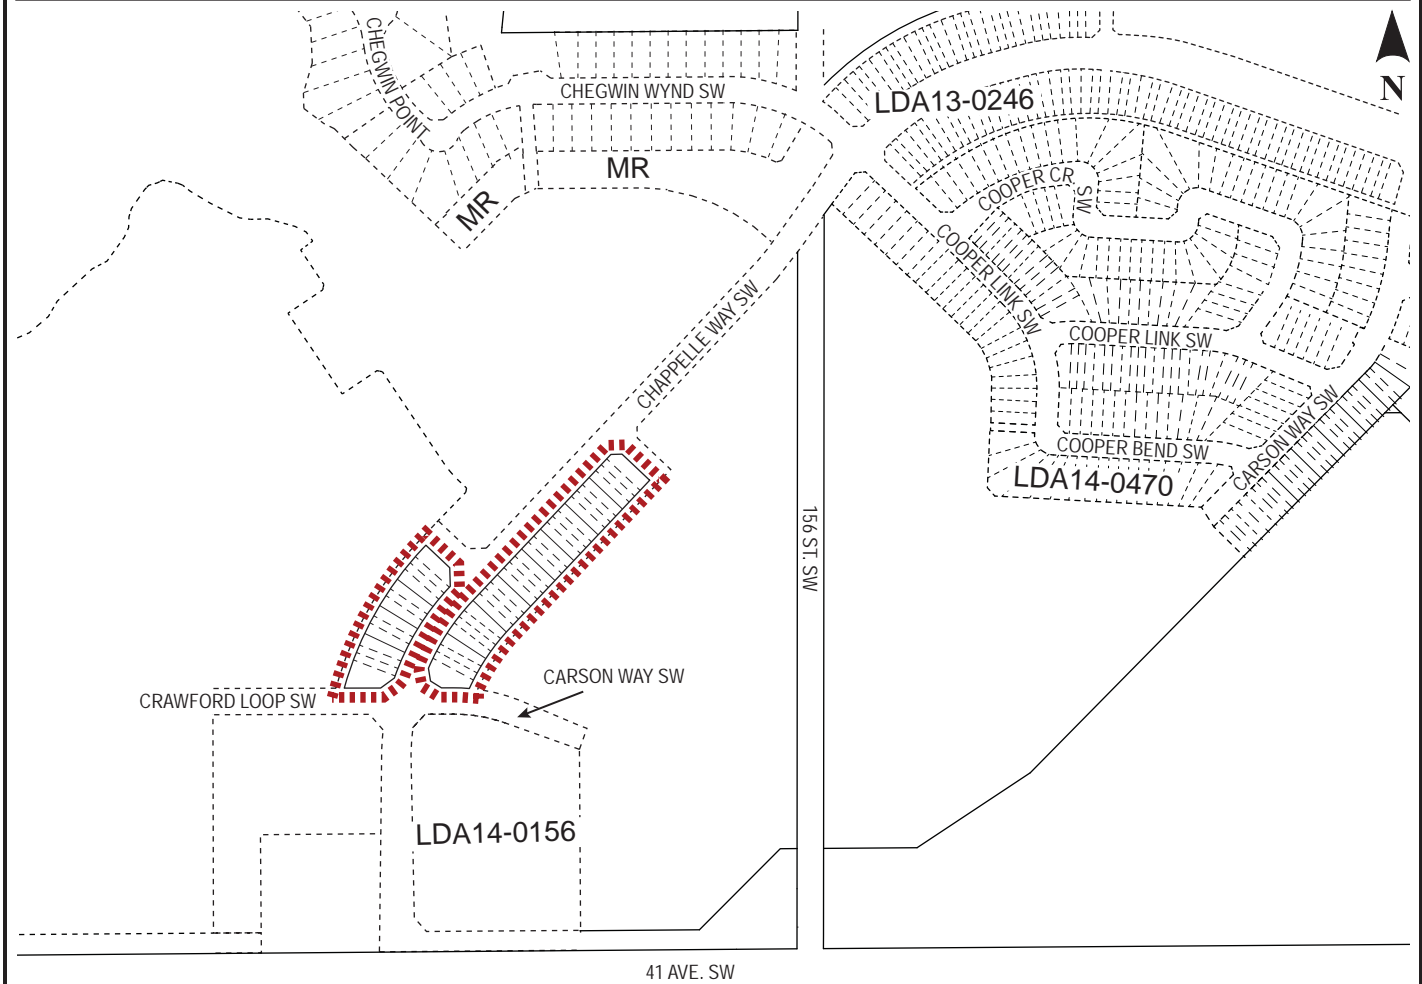 CHEGWIN POINT
CHEGWIN WYND SW
LDA13-0246
N
MR
MR
COOPER CR
SW
COOPER LINK SW
COOPER LINK SW
CHAPPELLE WAY SW
CARSON WAY SW
COOPER BEND SW
LDA14-0470
156 ST. SW
CARSON WAY SW
CRAWFORD LOOP SW
LDA14-0156
41 AVE. SW